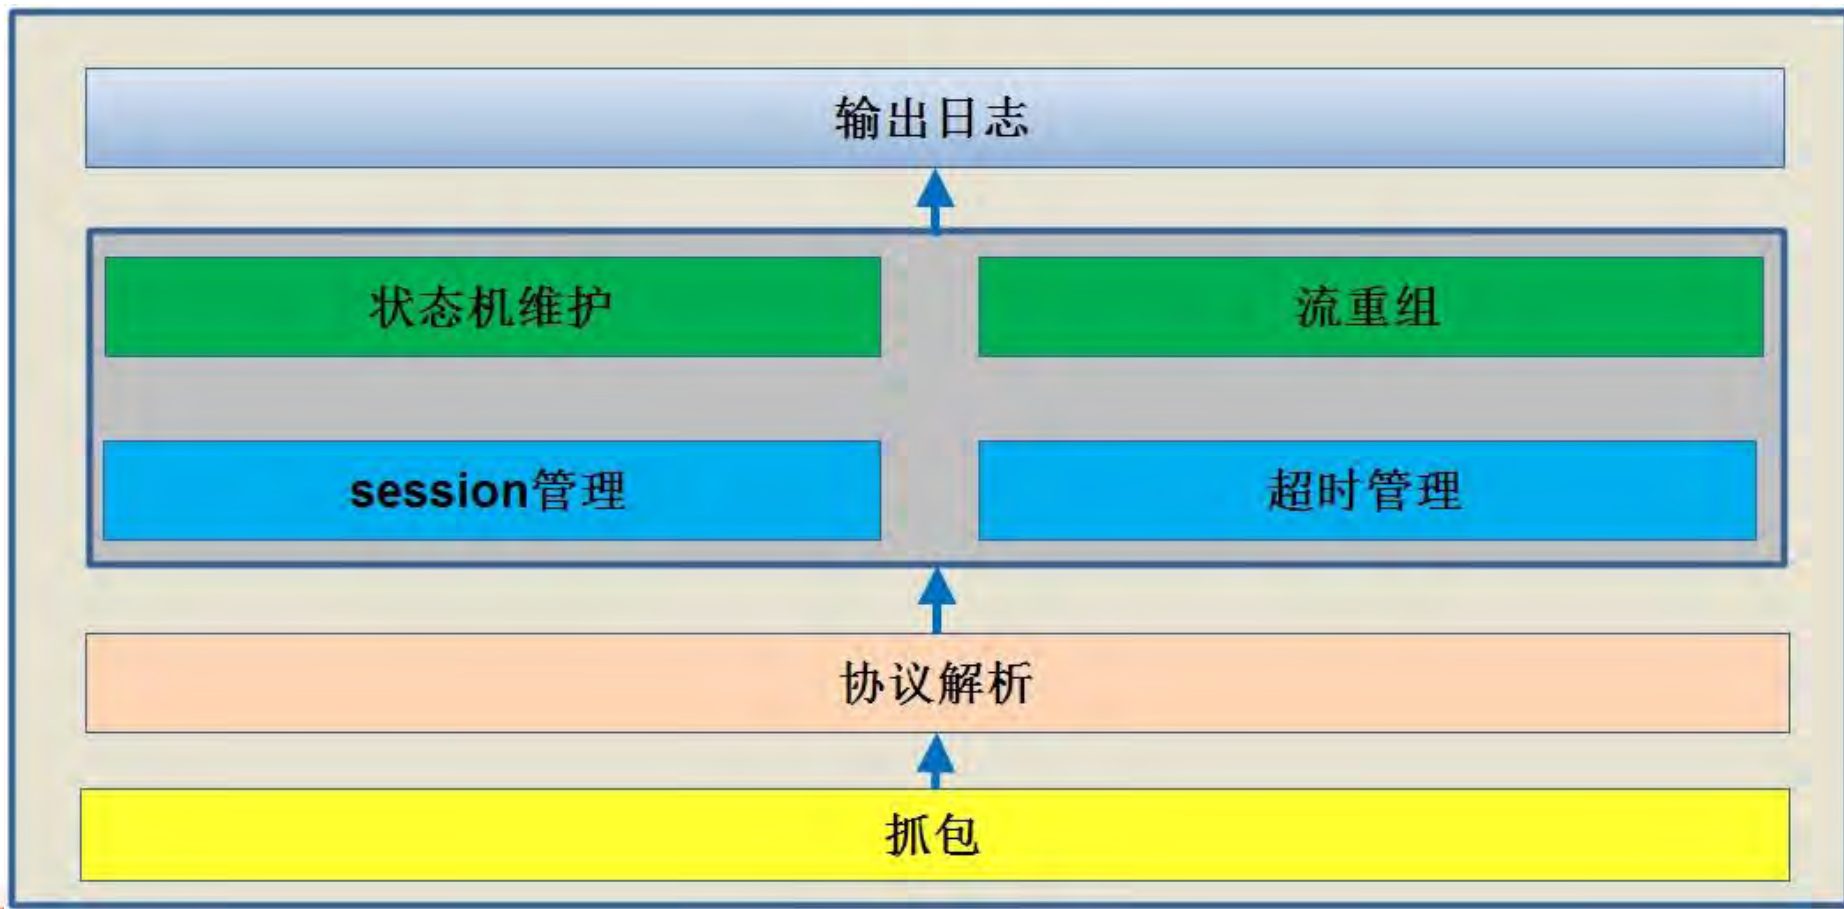 输出日志
状态机维护
流重组
session管理
超时管理
协议解析
抓包